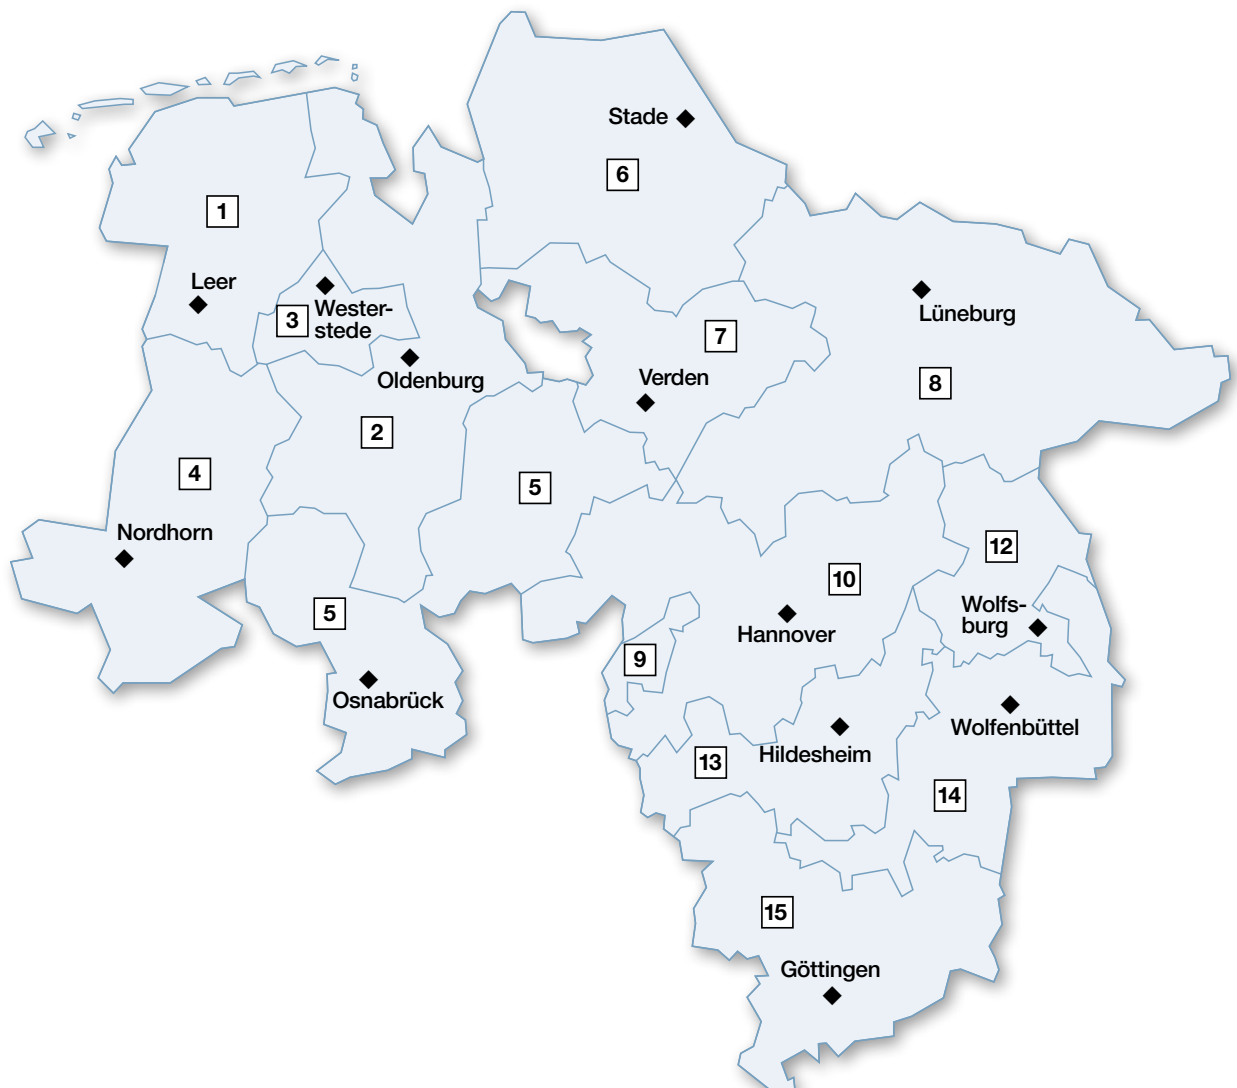 Stade
6
1
Leer
3
Wester-
stede
Lüneburg
7
Oldenburg
Verden
8
2
4
5
Nordhorn
12
10
5
Wolfs-
burg
Hannover
9
Osnabrück
Wolfenbüttel
13
Hildesheim
14
15
Göttingen